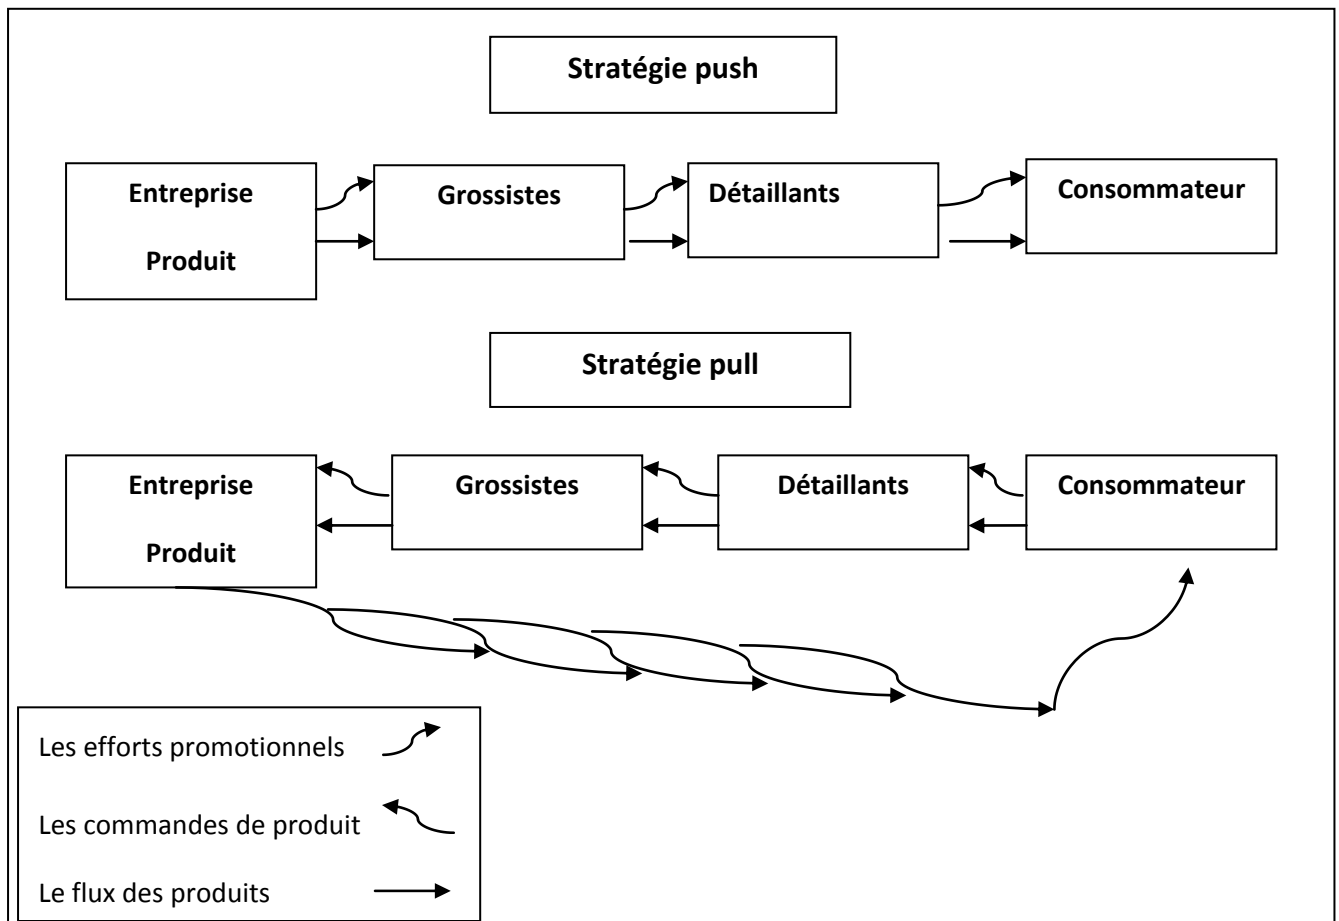 Stratégie push
Entreprise
Produit
Grossistes
Détaillants
Consommateur
Stratégie pull
Entreprise
Produit
Grossistes
Détaillants
Consommateur
Les efforts promotionnels
Les commandes de produit
Le flux des produits